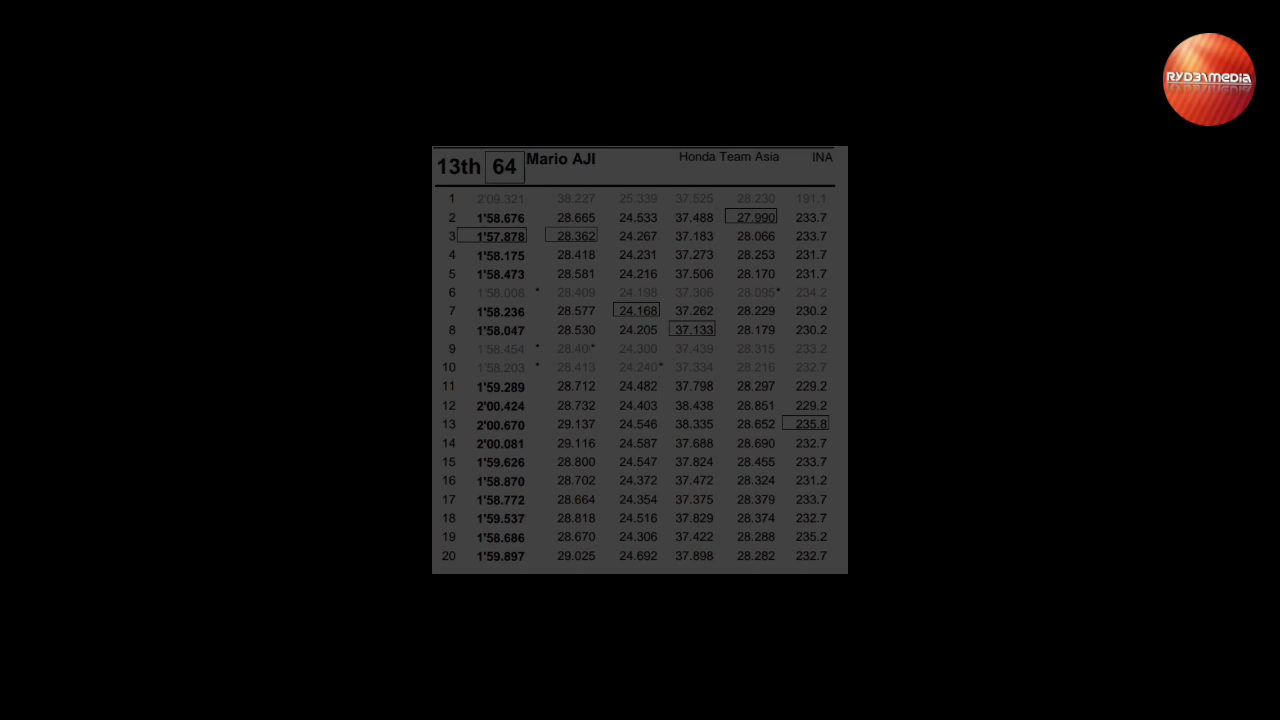 RYD3\MEDIA
13th 64 Mario AJI Honda Team Asia INA
1 2'09.321 38.227 25.339 37.525 28.230 191.1
2 1'58.676 28.665 24.533 37.488 27.990 233.7
3 1'57.878 28.362 24.267 37.183 28.066 233.7
4 1'58.175 28.418 24.231 37.273 28.253 231.7
5 1'58.473 28.581 24.216 37.506 28.170 231.7
6 1'58.008 * 28.409 24.198 37.306 28.095* 234.2
7 1'58.236 28.577 24.168 37.262 28.229 230.2
8 1'58.047 28.530 24.205 37.133 28.179 230.2
9 1'58.454 * 28.40* 24.300 37.439 28.315 233.2
10 1'58.203 * 28.413 24.240* 37.334 28.216 232.7
11 1'59.289 28.712 24.482 37.798 28.297 229.2
12 2'00.424 28.732 24.403 38.438 28.851 229.2
13 2'00.670 29.137 24.546 38.335 28.652 235.8
14 2'00.081 29.116 24.587 37.688 28.690 232.7
15 1'59.626 28.800 24.547 37.824 28.455 233.7
16 1'58.870 28.702 24.372 37.472 28.324 231.2
17 1'58.772 28.664 24.354 37.375 28.379 233.7
18 1'59.537 28.818 24.516 37.829 28.374 232.7
19 1'58.686 28.670 24.306 37.422 28.288 235.2
20 1'59.897 29.025 24.692 37.898 28.282 232.7